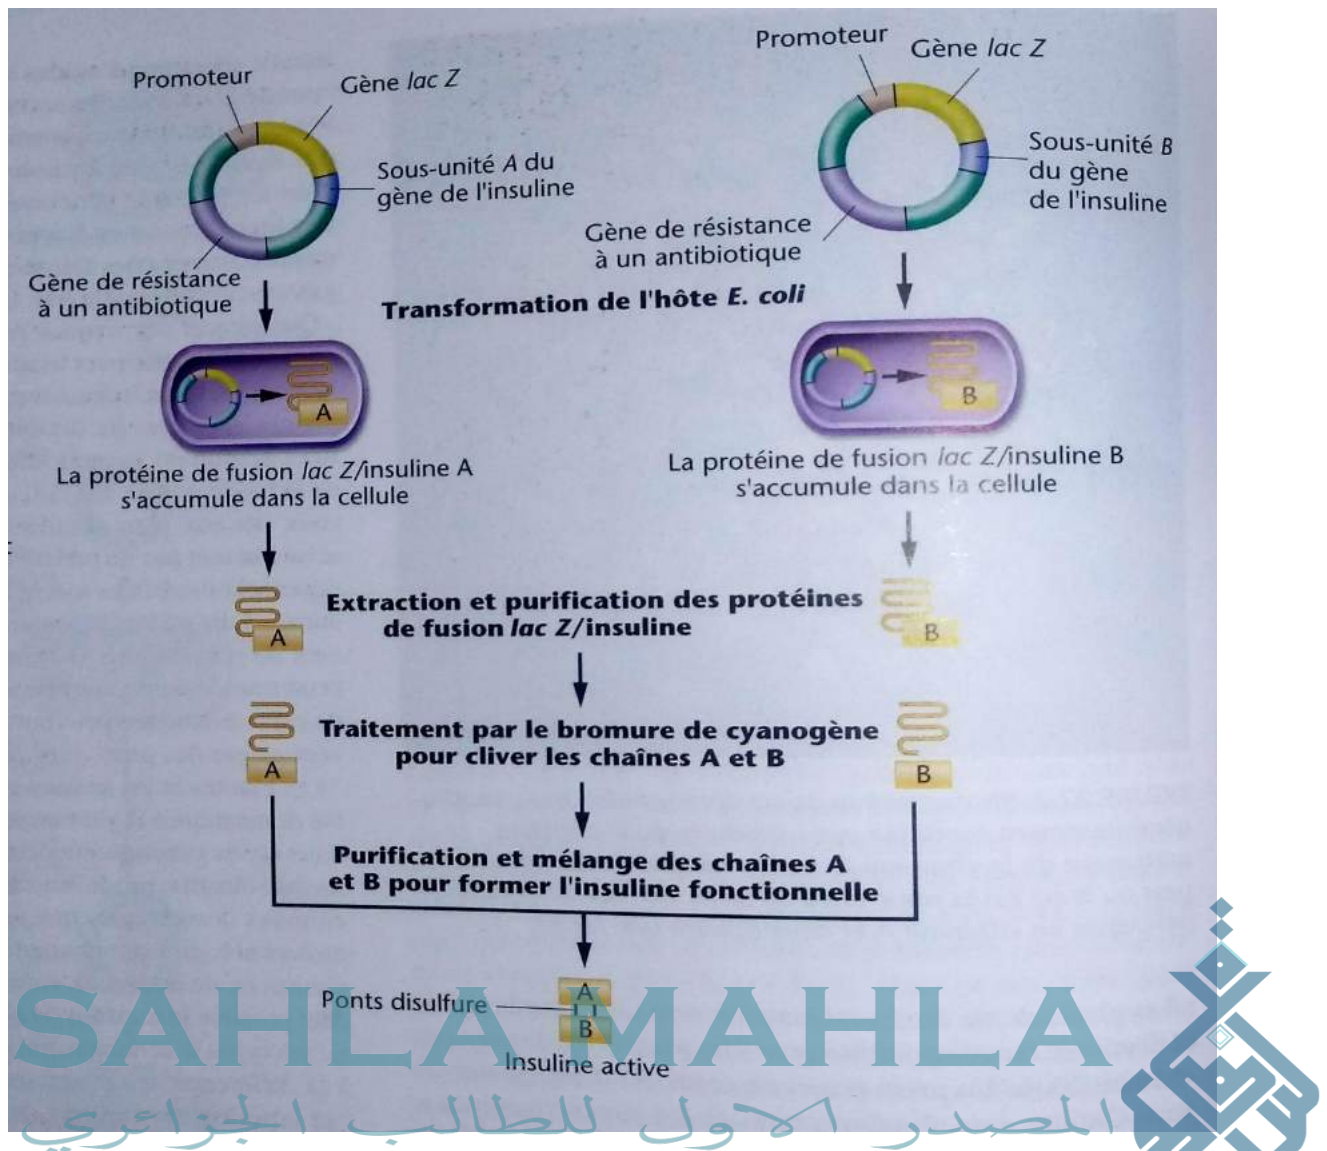 Promoteur
Gène lac Z
Sous-unité A du
gène de l'insuline
Gène de résistance
à un antibiotique
Promoteur
Gène lac Z
Sous-unité B
du gène
de l'insuline
Gène de résistance
à un antibiotique
Transformation de l'hôte E. coli
A
B
La protéine de fusion lac Z/insuline A
s'accumule dans la cellule
La protéine de fusion lac Z/insuline B
s'accumule dans la cellule
A
Extraction et purification des protéines
de fusion lac Z/insuline
B
A
Traitement par le bromure de cyanogène
pour cliver les chaînes A et B
B
Purification et mélange des chaînes A
et B pour former l'insuline fonctionnelle
Ponts disulfure
A
B
Insuline active
SAHLA MAHLA
المصدر الاول للطالب الجزائري